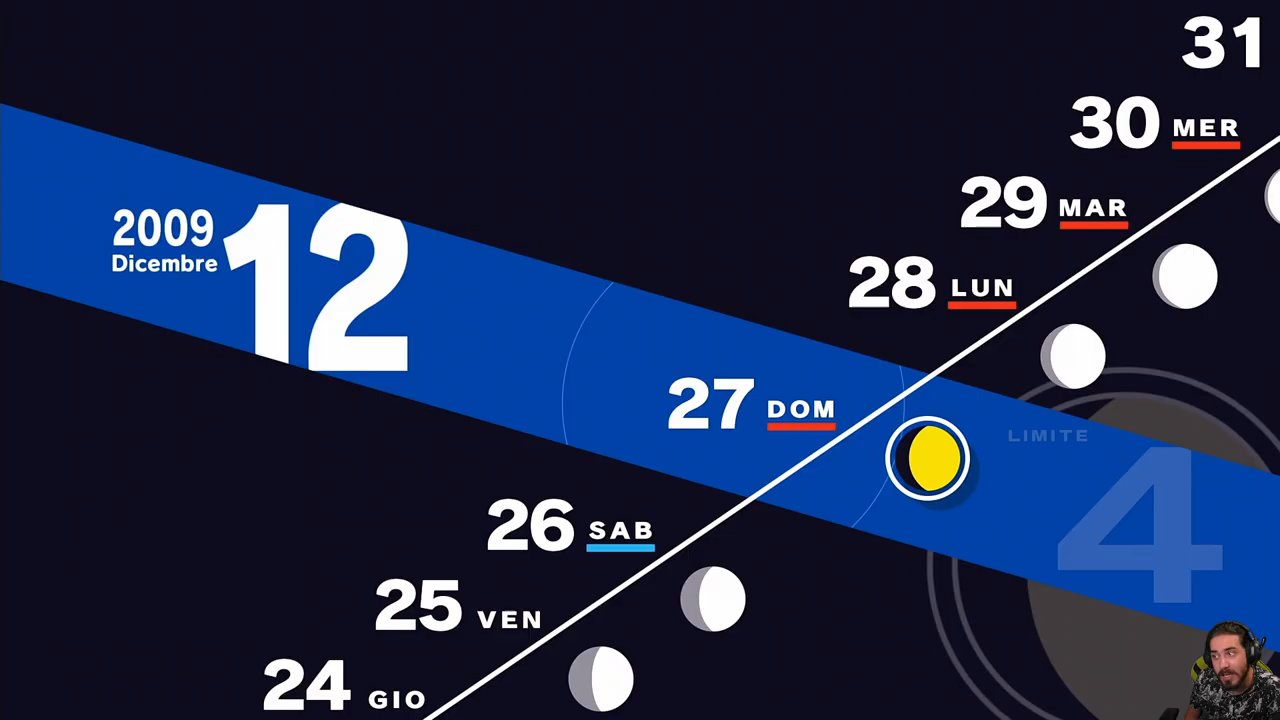 31
30 MER
29 MAR
2009
Dicembre
12
28 LUN
27 DOM
LIMITE
4
26 SAB
25 VEN
24 GIO